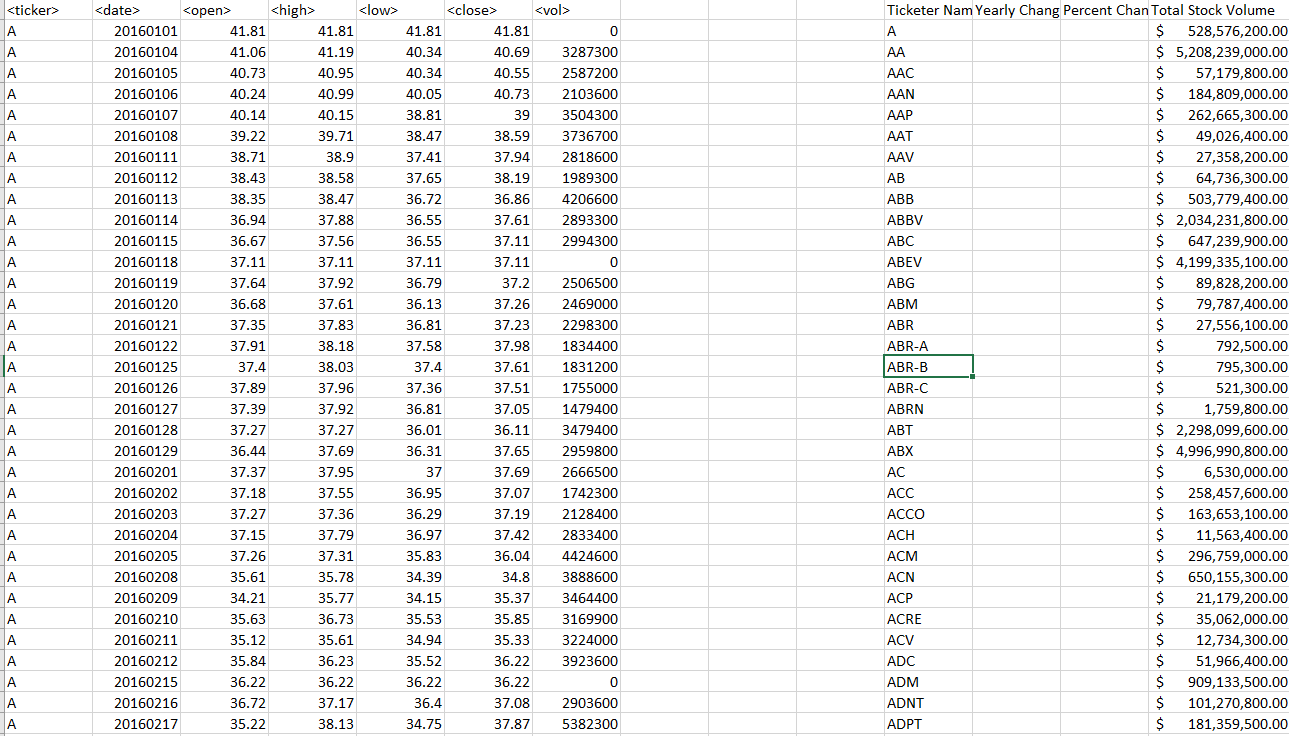 <ticker> <date> <open> <high> <low> <close> <vol> Ticketer Nam Yearly Chang Percent Chan Total Stock Volume
A 20160101 41.81 41.81 41.81 41.81 0 A $ 528,576,200.00
A 20160104 41.06 41.19 40.34 40.69 3287300 AA $ 5,208,239,000.00
A 20160105 40.73 40.95 40.34 40.55 2587200 AAC $ 57,179,800.00
A 20160106 40.24 40.99 40.05 40.73 2103600 AAN $ 184,809,000.00
A 20160107 40.14 40.15 38.81 39 3504300 AAP $ 262,665,300.00
A 20160108 39.22 39.71 38.47 38.59 3736700 AAT $ 49,026,400.00
A 20160111 38.71 38.9 37.41 37.94 2818600 AAV $ 27,358,200.00
A 20160112 38.43 38.58 37.65 38.19 1989300 AB $ 64,736,300.00
A 20160113 38.35 38.47 36.72 36.86 4206600 ABB $ 503,779,400.00
A 20160114 36.94 37.88 36.55 37.61 2893300 ABBV $ 2,034,231,800.00
A 20160115 36.67 37.56 36.55 37.11 2994300 ABC $ 647,239,900.00
A 20160118 37.11 37.11 37.11 37.11 0 ABEV $ 4,199,335,100.00
A 20160119 37.64 37.92 36.79 37.2 2506500 ABG $ 89,828,200.00
A 20160120 36.68 37.61 36.13 37.26 2469000 ABM $ 79,787,400.00
A 20160121 37.35 37.83 36.81 37.23 2298300 ABR $ 27,556,100.00
A 20160122 37.91 38.18 37.58 37.98 1834400 ABR-A $ 792,500.00
A 20160125 37.4 38.03 37.4 37.61 1831200 ABR-B $ 795,300.00
A 20160126 37.89 37.96 37.36 37.51 1755000 ABR-C $ 521,300.00
A 20160127 37.39 37.92 36.81 37.05 1479400 ABRN $ 1,759,800.00
A 20160128 37.27 37.27 36.01 36.11 3479400 ABT $ 2,298,099,600.00
A 20160129 36.44 37.69 36.31 37.65 2959800 ABX $ 4,996,990,800.00
A 20160201 37.37 37.95 37 37.69 2666500 AC $ 6,530,000.00
A 20160202 37.18 37.55 36.95 37.07 1742300 ACC $ 258,457,600.00
A 20160203 37.27 37.36 36.29 37.19 2128400 ACCO $ 163,653,100.00
A 20160204 37.15 37.79 36.97 37.42 2833400 ACH $ 11,563,400.00
A 20160205 37.26 37.31 35.83 36.04 4424600 ACM $ 296,759,000.00
A 20160208 35.61 35.78 34.39 34.8 3888600 ACN $ 650,155,300.00
A 20160209 34.21 35.77 34.15 35.37 3464400 ACP $ 21,179,200.00
A 20160210 35.63 36.73 35.53 35.85 3169900 ACRE $ 35,062,000.00
A 20160211 35.12 35.61 34.94 35.33 3224000 ACV $ 12,734,300.00
A 20160212 35.84 36.23 35.52 36.22 3923600 ADC $ 51,966,400.00
A 20160215 36.22 36.22 36.22 36.22 0 ADM $ 909,133,500.00
A 20160216 36.72 37.17 36.4 37.08 2903600 ADNT $ 101,270,800.00
A 20160217 35.22 38.13 34.75 37.87 5382300 ADPT $ 181,359,500.00